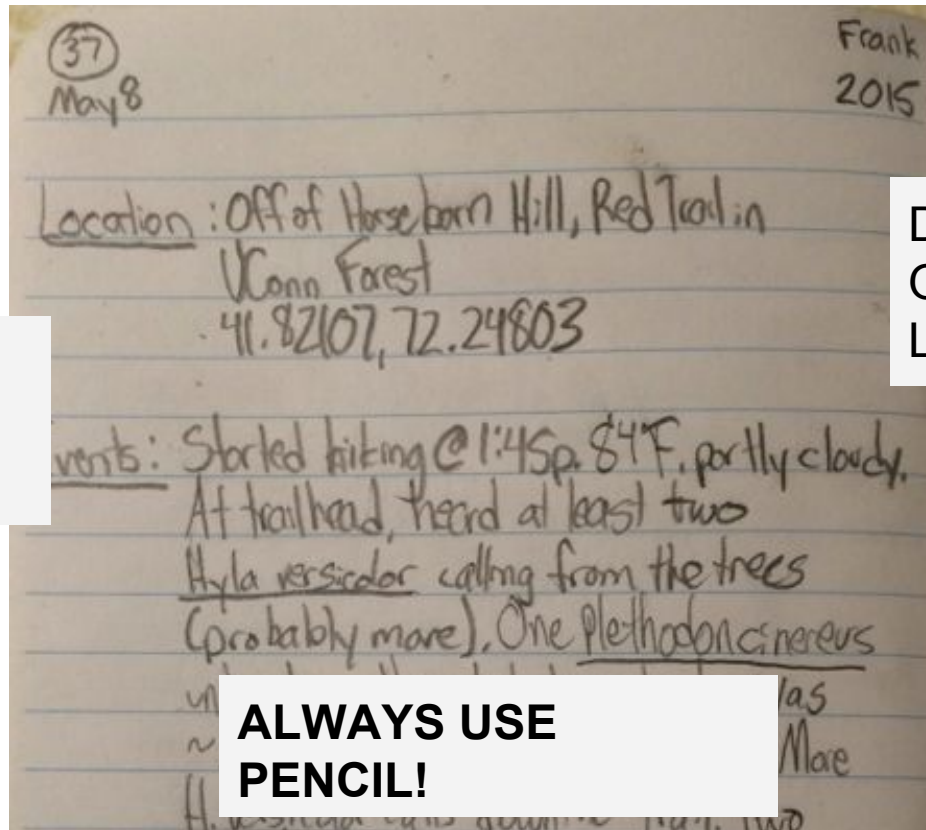 37
May 8
Frank
2015
Location: Off of Horsebarn Hill, Red Trail in
UConn Forest
41.82107, 72.24803
vents: Started hiking @ 1:45p. 84°F, partly cloudy.
At trailhead, heard at least two
Hyla versicolor calling from the trees
(probably more). One Plethodon cinereus
un
las
~
More
H.
two
ALWAYS USE
PENCIL!
D
C
L